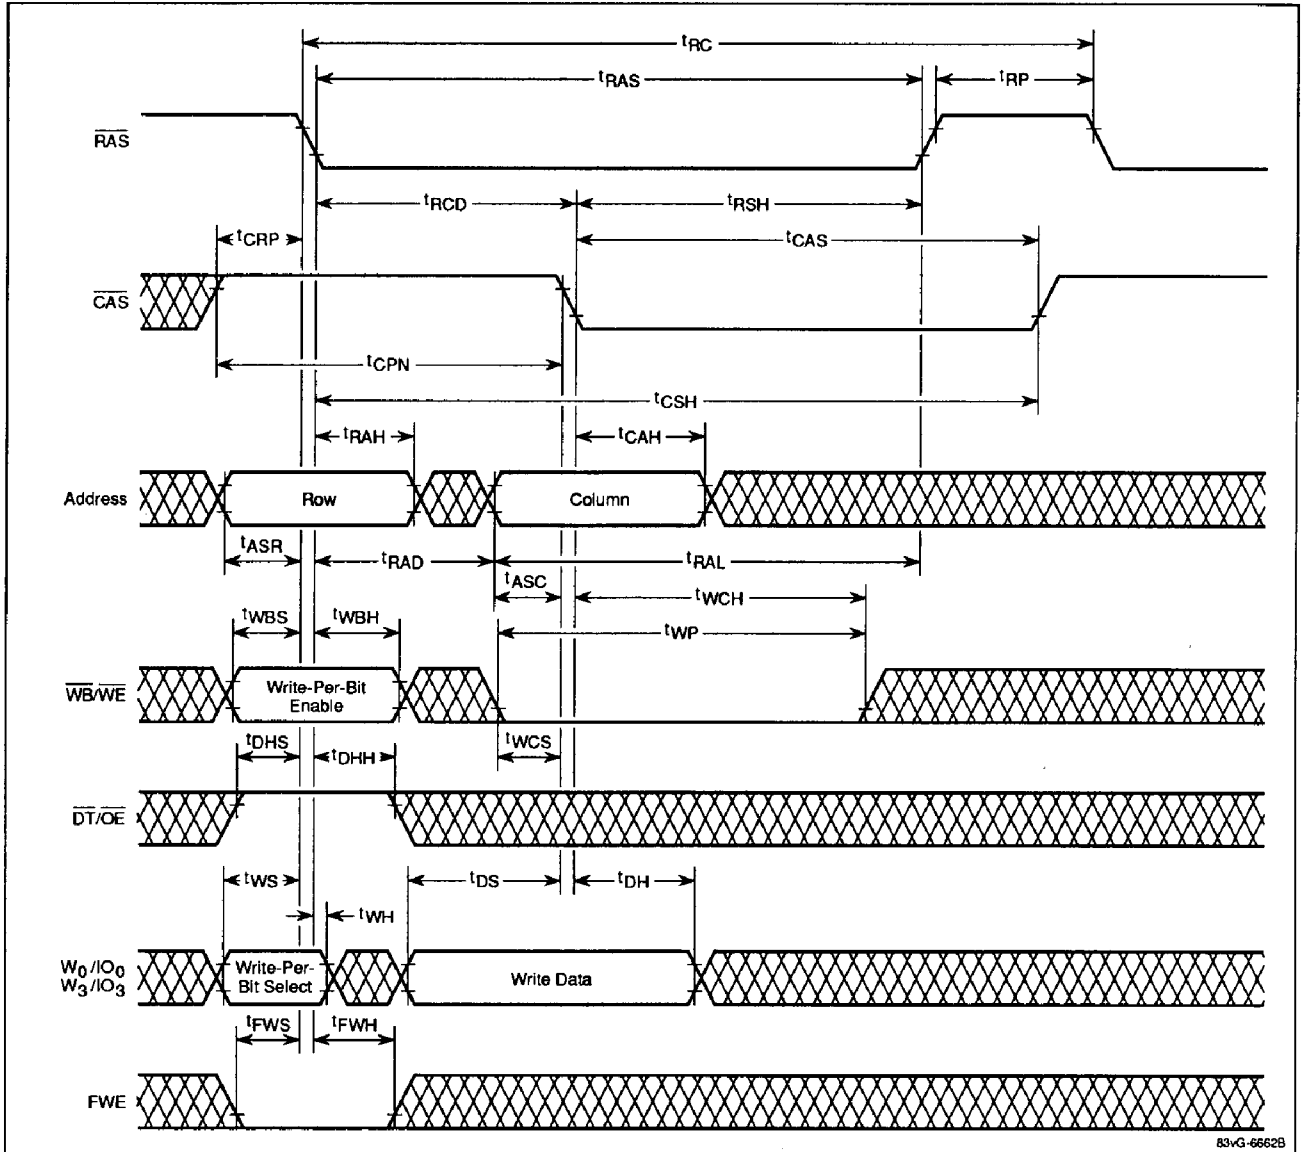 tRC
tRAS
tRP
RAS
tRCD
tRSH
tCRP
tCAS
CAS
tCPN
tCSH
tRAH
tCAH
Address
Row
Column
tASR
tRAD
tRAL
tASC
tWCH
tWBS
tWBH
tWP
WB/WE
Write-Per-Bit
Enable
tDHS
tDHH
tWCS
DT/OE
tWS
tDS
tDH
tWH
W0/IO0
W3/IO3
Write-Per-
Bit Select
Write Data
tFWS
tFWH
FWE
83vG-6662B